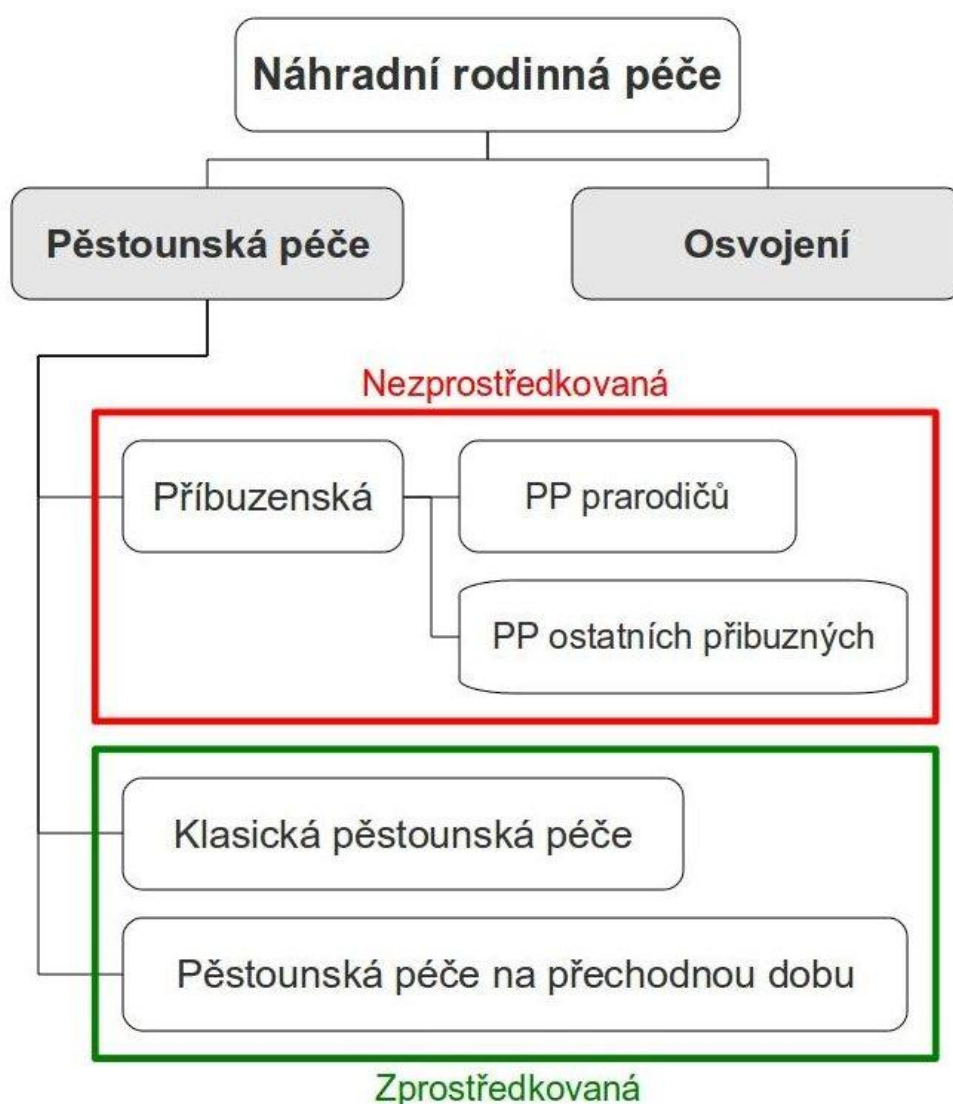 Náhradní rodinná péče
Pěstounská péče
Osvojení
Nezprostředkovaná
Příbuzenská
PP prarodičů
PP ostatních přibuzných
Klasická pěstounská péče
Pěstounská péče na přechodnou dobu
Zprostředkovaná